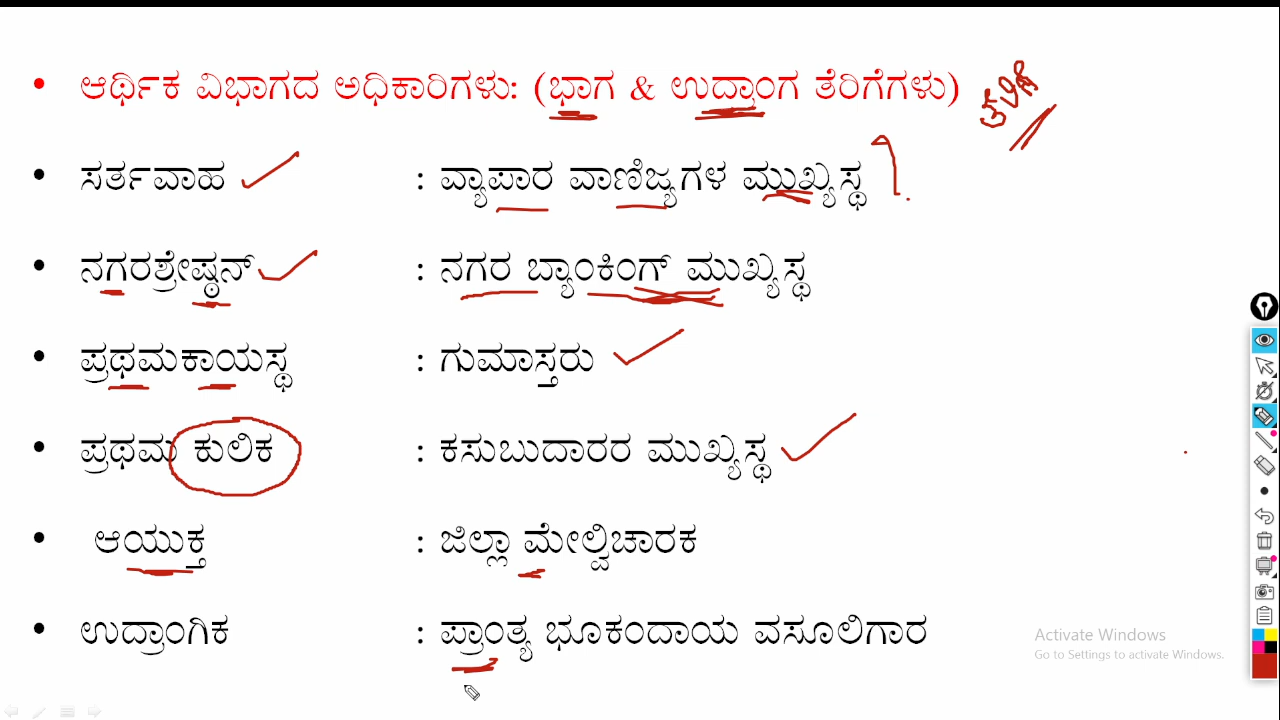 • ಆರ್ಥಿಕ ವಿಭಾಗದ ಅಧಿಕಾರಿಗಳು: (ಭಾಗ & ಉದ್ರಾಂಗ ತೆರಿಗೆಗಳು)
• ಸರ್ತವಾಹ : ವ್ಯಾಪಾರ ವಾಣಿಜ್ಯಗಳ ಮುಖ್ಯಸ್ಥ
• ನಗರಶ್ರೇಷ್ಠನ್ : ನಗರ ಬ್ಯಾಂಕಿಂಗ್ ಮುಖ್ಯಸ್ಥ
• ಪ್ರಥಮಕಾಯಸ್ಥ : ಗುಮಾಸ್ತರು
• ಪ್ರಥಮ ಕುಲಿಕ : ಕಸುಬುದಾರರ ಮುಖ್ಯಸ್ಥ
• ಆಯುಕ್ತ : ಜಿಲ್ಲಾ ಮೇಲ್ವಿಚಾರಕ
• ಉದ್ರಾಂಗಿಕ : ಪ್ರಾಂತ್ಯ ಭೂಕಂದಾಯ ವಸೂಲಿಗಾರ
Activate Windows
Go to Settings to activate Windows.